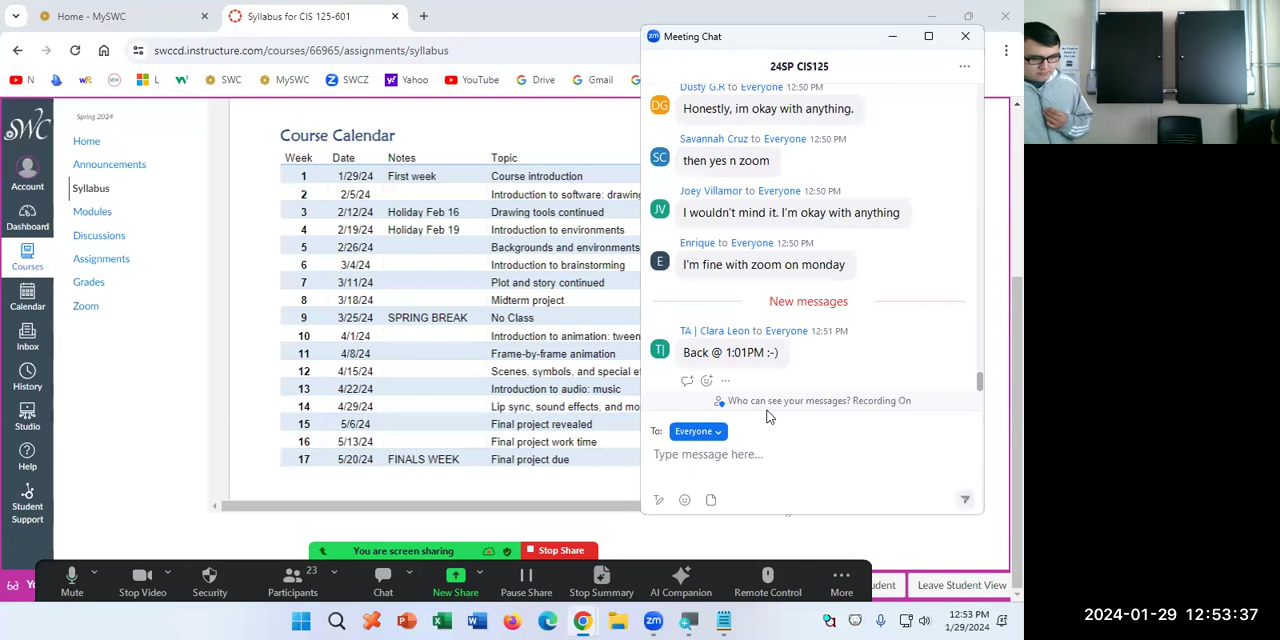 Home - MySWC
Syllabus for CIS 125-601
swccd.instructure.com/courses/66965/assignments/syllabus
N
L
SWC
MySWC
CZ
Yahoo
YouTube
Drive
Gmail
SWC
Account
Dashboard
Courses
Calendar
Inbox
History
Studio
Help
Student
Support
Spring 2024
Home
Announcements
Syllabus
Modules
Discussions
Assignments
Grades
Zoom
Course Calendar
Week Date Notes Topic
1 1/29/24 First week Course introduction
2 2/5/24 Introduction to software: drawing
3 2/12/24 Holiday Feb 16 Drawing tools continued
4 2/19/24 Holiday Feb 19 Introduction to environments
5 2/26/24 Backgrounds and environments
6 3/4/24 Introduction to brainstorming
7 3/11/24 Plot and story continued
8 3/18/24 Midterm project
9 3/25/24 SPRING BREAK No Class
10 4/1/24 Introduction to animation: tween
11 4/8/24 Frame-by-frame animation
12 4/15/24 Scenes, symbols, and special ef
13 4/22/24 Introduction to audio: music
14 4/29/24 Lip sync, sound effects, and mo
15 5/6/24 Final project revealed
16 5/13/24 Final project work time
17 5/20/24 FINALS WEEK Final project due
zm Meeting Chat
24SP CIS125
Dusty G.R to Everyone 12:50 PM
DG Honestly, im okay with anything.
Savannah Cruz to Everyone 12:50 PM
SC then yes n zoom
Joey Villamor to Everyone 12:50 PM
JV I wouldn't mind it. I'm okay with anything
Enrique to Everyone 12:50 PM
E I'm fine with zoom on monday
New messages
TA | Clara Leon to Everyone 12:51 PM
T| Back @ 1:01PM :-)
Who can see your messages? Recording On
To: Everyone
Type message here...
You are screen sharing Stop Share
Mute
Stop Video
Security
23
Participants
Chat
New Share
Pause Share
Stop Summary
AI Companion
Remote Control
More
udent
Leave Student View
12:53 PM
1/29/2024
2024-01-29 12:53:37